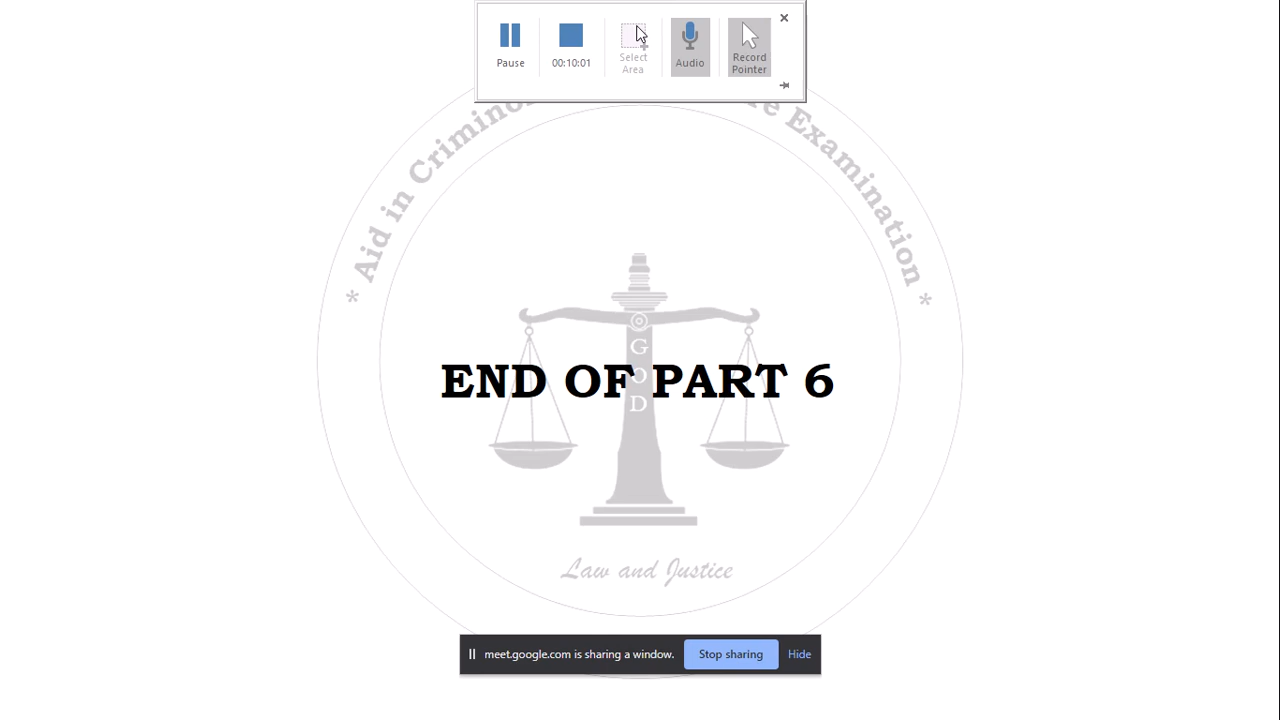 Pause
00:10:01
Select
Area
Audio
Record
Pointer
* Aid in Crimino
e Examination *
G
O
D
END OF PART 6
Law and Justice
meet.google.com is sharing a window.
Stop sharing
Hide